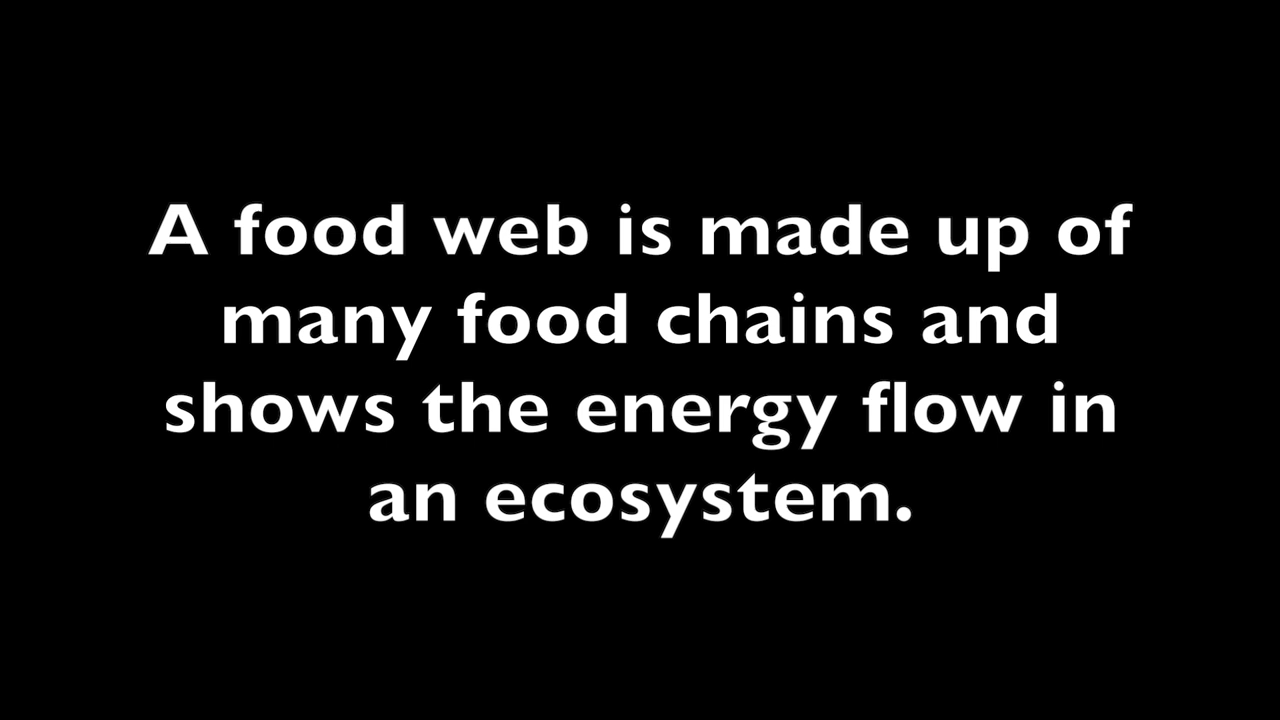 A food web is made up of
many food chains and
shows the energy flow in
an ecosystem.